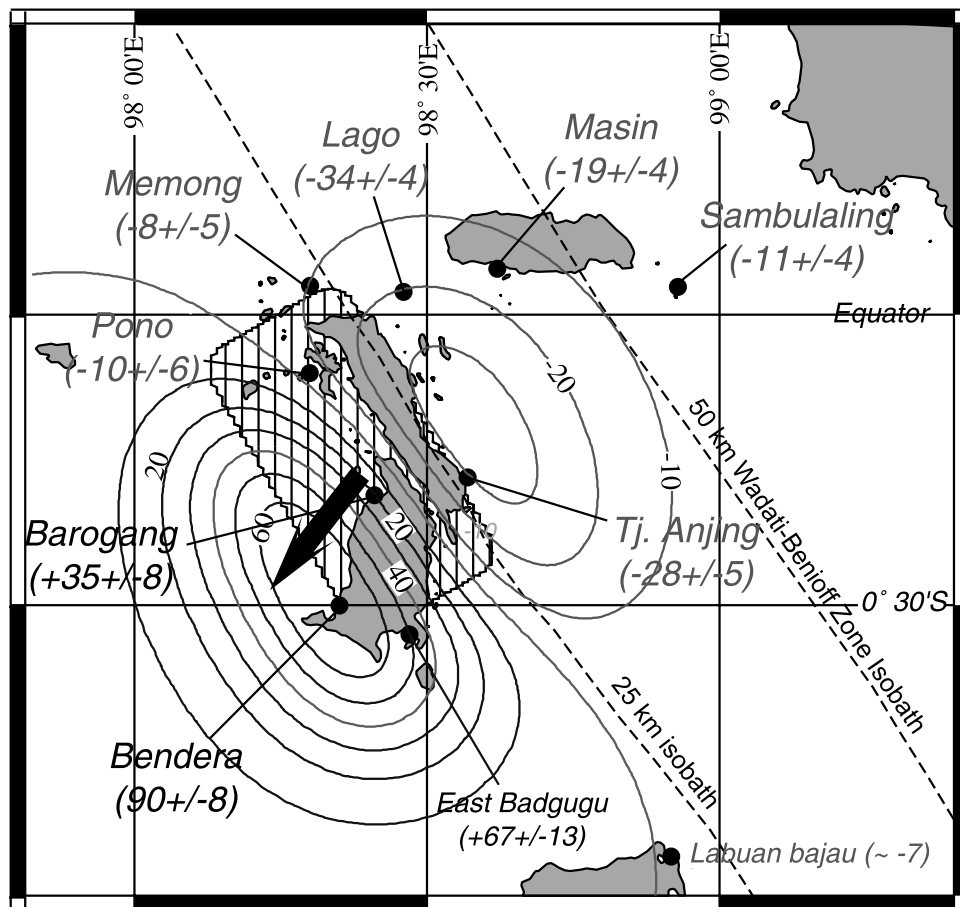 98° 00'E
98° 30'E
99° 00'E
Lago
(-34+/-4)
Masin
(-19+/-4)
Memong
(-8+/-5)
Sambulaling
(-11+/-4)
Equator
Pono
(-10+/-6)
-20
50 km Wadati-Benioff Zone Isobath
20
-10
60
20
-10
Barogang
(+35+/-8)
Tj. Anjing
(-28+/-5)
40
0° 30'S
25 km isobath
Bendera
(90+/-8)
East Badgugu
(+67+/-13)
Labuan bajau (~ -7)